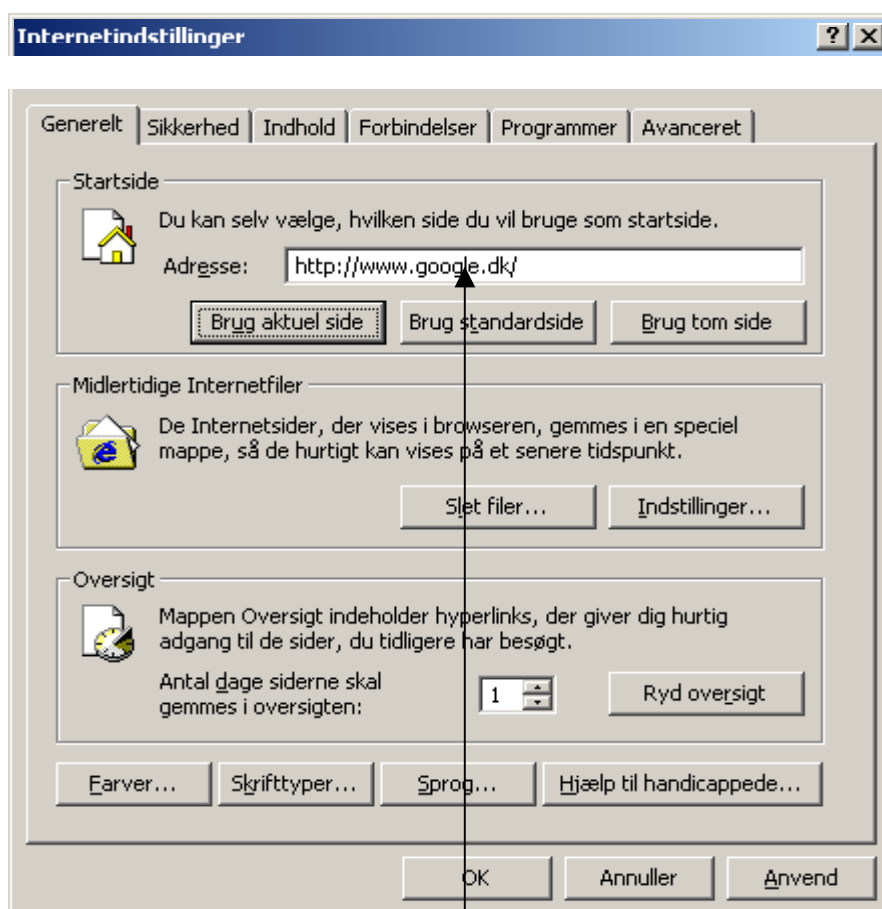 Internetindstillinger
Generelt Sikkerhed Indhold Forbindelser Programmer Avanceret
Startside
Du kan selv vælge, hvilken side du vil bruge som startside.
Adresse: http://www.google.dk/
Brug aktuel side Brug standardside Brug tom side
Midlertidige Internetfiler
De Internetsider, der vises i browseren, gemmes i en speciel
mappe, så de hurtigt kan vises på et senere tidspunkt.
Slet filer... Indstillinger...
Oversigt
Mappen Oversigt indeholder hyperlinks, der giver dig hurtig
adgang til de sider, du tidligere har besøgt.
Antal dage siderne skal
gemmes i oversigten: 1 Ryd oversigt
Farver... Skrifttyper... Sprog... Hjælp til handicappede...
OK Annuller Anvend